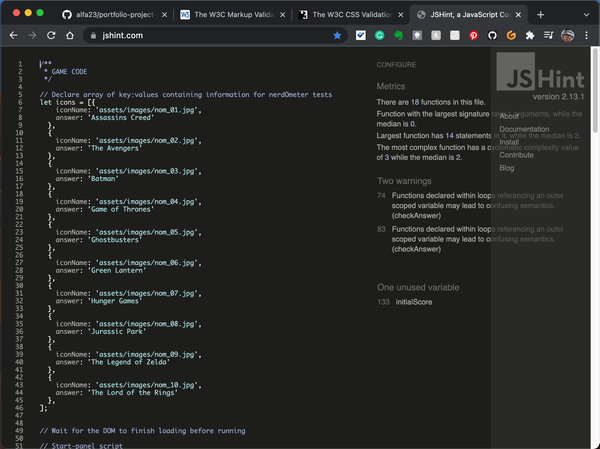 alfa23/portfolio-project-
The W3C Markup Valida
The W3C CSS Validation
JSHint, a JavaScript Co
jshint.com
1 /**
2 * GAME CODE
3 */
4
5 // Declare array of key:values containing information for nerdOmeter tests
6 let icons = [{
7 iconName: 'assets/images/nom_01.jpg',
8 answer: 'Assassins Creed'
9 },
10 {
11 iconName: 'assets/images/nom_02.jpg',
12 answer: 'The Avengers'
13 },
14 {
15 iconName: 'assets/images/nom_03.jpg',
16 answer: 'Batman'
17 },
18 {
19 iconName: 'assets/images/nom_04.jpg',
20 answer: 'Game of Thrones'
21 },
22 {
23 iconName: 'assets/images/nom_05.jpg',
24 answer: 'Ghostbusters'
25 },
26 {
27 iconName: 'assets/images/nom_06.jpg',
28 answer: 'Green Lantern'
29 },
30 {
31 iconName: 'assets/images/nom_07.jpg',
32 answer: 'Hunger Games'
33 },
34 {
35 iconName: 'assets/images/nom_08.jpg',
36 answer: 'Jurassic Park'
37 },
38 {
39 iconName: 'assets/images/nom_09.jpg',
40 answer: 'The Legend of Zelda'
41 },
42 {
43 iconName: 'assets/images/nom_10.jpg',
44 answer: 'The Lord of the Rings'
45 },
46 ];
47
48
49 // Wait for the DOM to finish loading before running
50
51 // Start-panel script
CONFIGURE
Metrics
There are 18 functions in this file.
Function with the largest signature takes arguments, while the
median is 0.
Largest function has 14 statements in it, while the median is 3.
The most complex function has a cyclomatic complexity value
of 3 while the median is 2.
Two warnings
74 Functions declared within loops referencing an outer
scoped variable may lead to confusing semantics.
(checkAnswer)
83 Functions declared within loops referencing an outer
scoped variable may lead to confusing semantics.
(checkAnswer)
One unused variable
133 initialScore
JSHint
version 2.13.1
About
Documentation
Install
Contribute
Blog